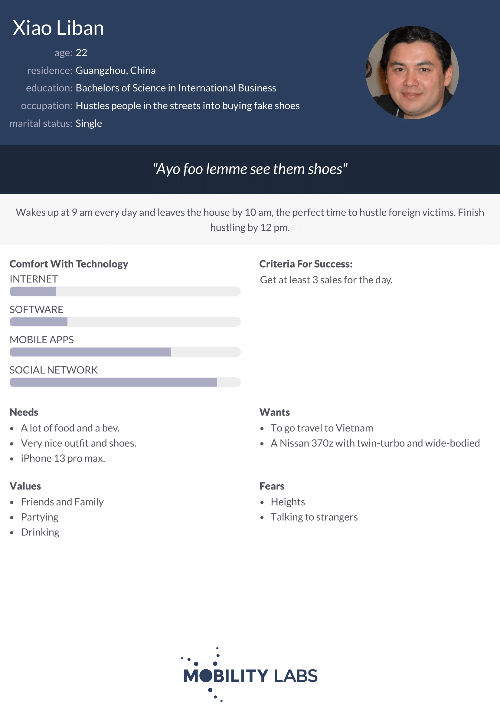 Xiao Liban
age: 22
residence: Guangzhou, China
education: Bachelors of Science in International Business
occupation: Hustles people in the streets into buying fake shoes
marital status: Single
"Ayo foo lemme see them shoes"
Wakes up at 9 am every day and leaves the house by 10 am, the perfect time to hustle foreign victims. Finish
hustling by 12 pm.
Comfort With Technology
INTERNET
SOFTWARE
MOBILE APPS
SOCIAL NETWORK
Criteria For Success:
Get at least 3 sales for the day.
Needs
• A lot of food and a bev.
• Very nice outfit and shoes.
• iPhone 13 pro max.
Wants
• To go travel to Vietnam
• A Nissan 370z with twin-turbo and wide-bodied
Values
• Friends and Family
• Partying
• Drinking
Fears
• Heights
• Talking to strangers
MOBILITY LABS